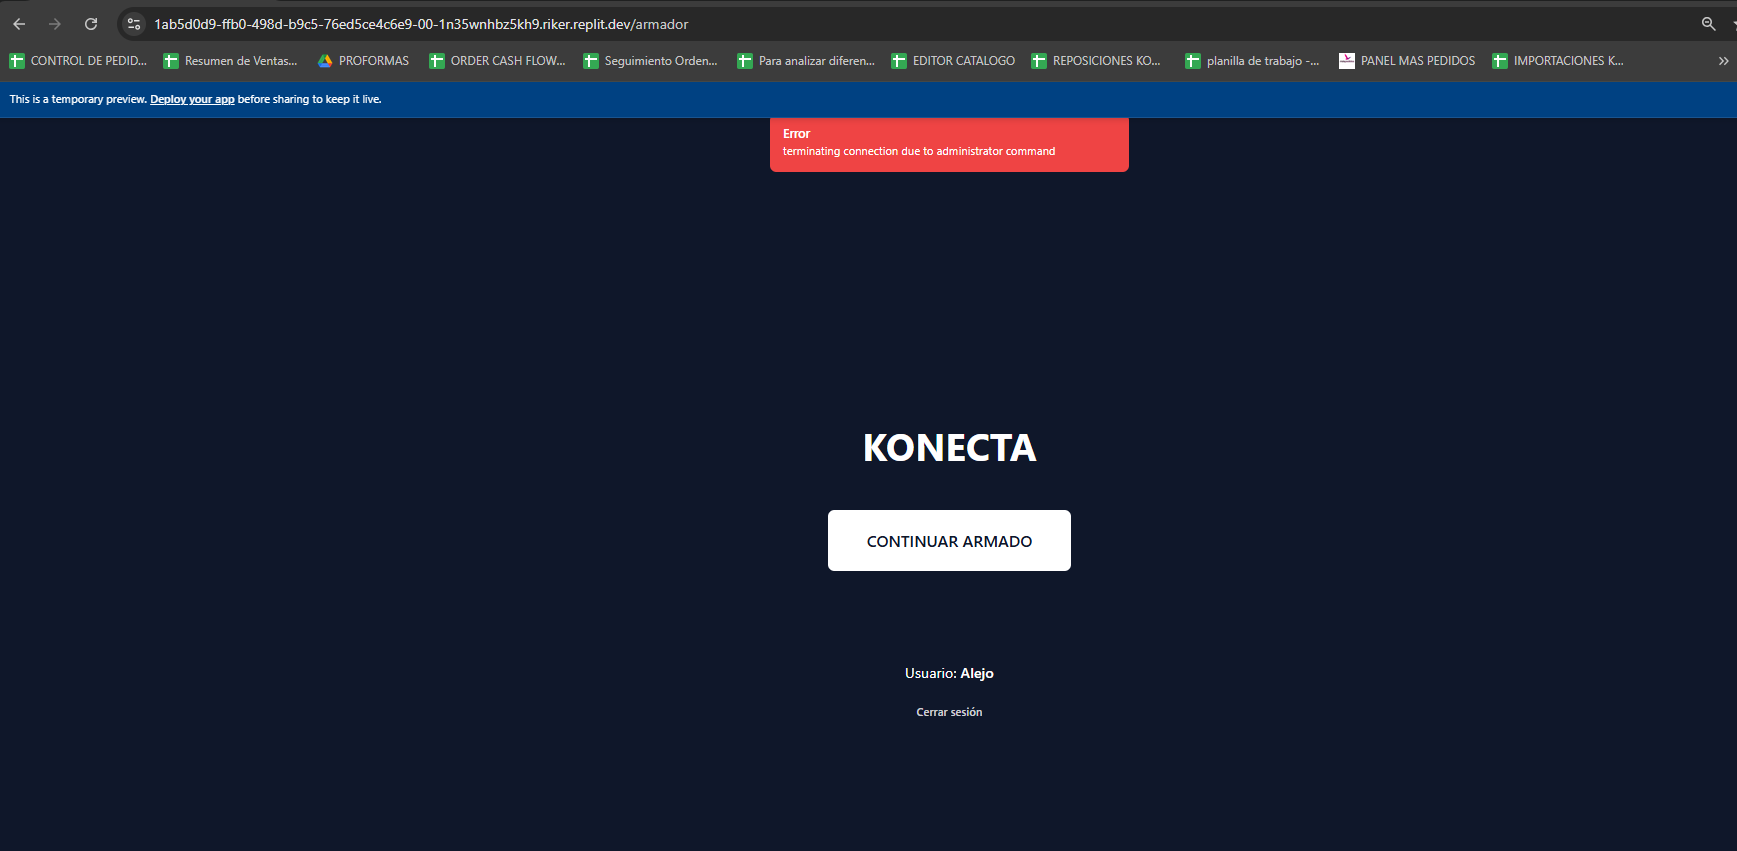 1ab5d0d9-ffb0-498d-b9c5-76ed5ce4c6e9-00-1n35wnhbz5kh9.riker.replit.dev/armador
CONTROL DE PEDID... Resumen de Ventas... PROFORMAS ORDER CASH FLOW... Seguimiento Orden... Para analizar diferen... EDITOR CATALOGO REPOSICIONES KO... planilla de trabajo -... PANEL MAS PEDIDOS IMPORTACIONES K...
This is a temporary preview. Deploy your app before sharing to keep it live.
Error
terminating connection due to administrator command
KONECTA
CONTINUAR ARMADO
Usuario: Alejo
Cerrar sesión